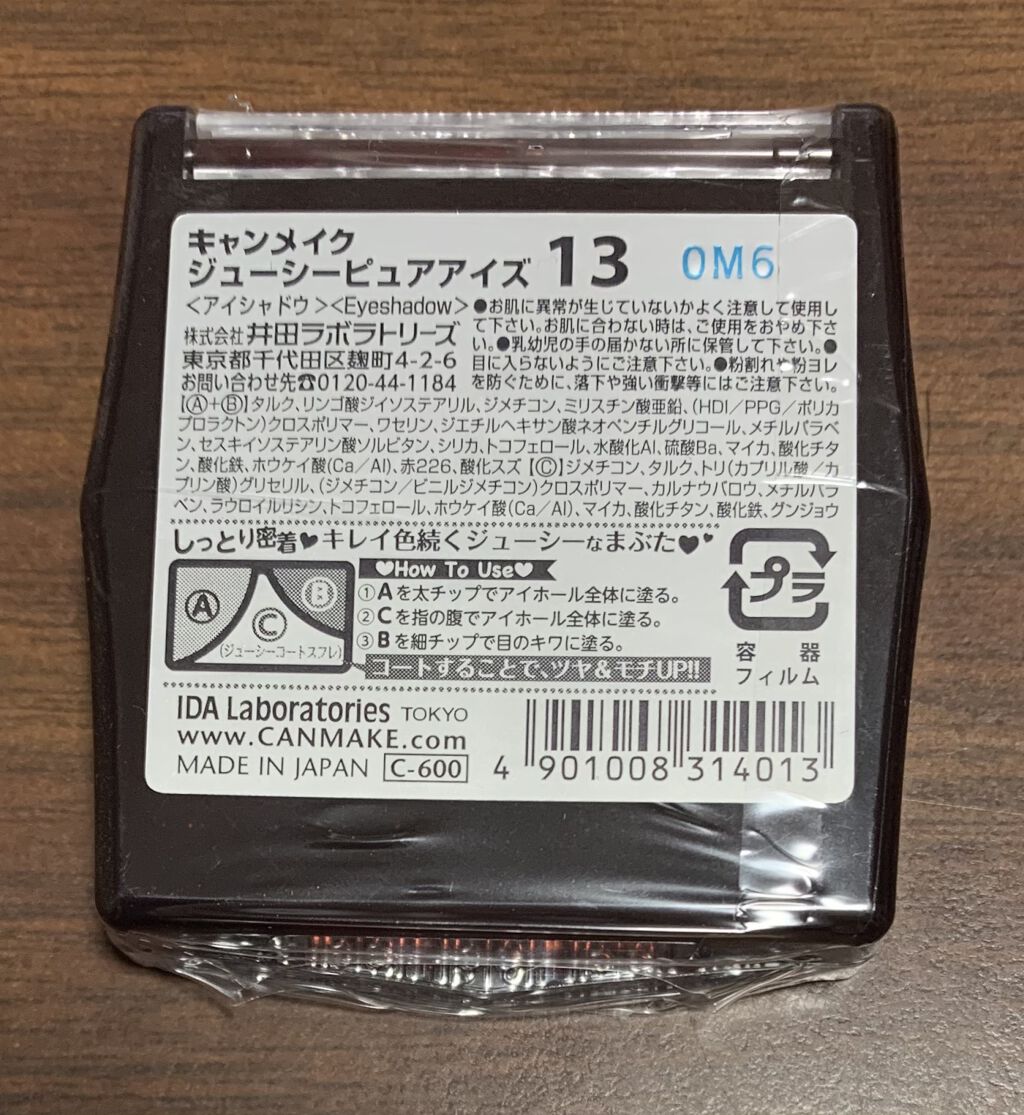 キャンメイク
ジューシーピュアアイズ 13 0M6
<アイシャドウ><Eyeshadow>
株式会社 井田ラボラトリーズ
東京都千代田区麹町4-2-6
お問い合わせ先☎0120-44-1184
●お肌に異常が生じていないかよく注意して使用し
て下さい。お肌に合わない時は、ご使用をおやめ下さ
い。●乳幼児の手の届かない所に保管して下さい。●
目に入らないようにご注意下さい。●粉割れや粉ヨレ
を防ぐために、落下や強い衝撃等にはご注意下さい。
【Ⓐ+Ⓑ】タルク、リンゴ酸ジイソステアリル、ジメチコン、ミリスチン酸亜鉛、(HDI/PPG/ポリカ
プロラクトン)クロスポリマー、ワセリン、ジエチルヘキサン酸ネオペンチルグリコール、メチルパラベ
ン、セスキイソステアリン酸ソルビタン、シリカ、トコフェロール、水酸化Al、硫酸Ba、マイカ、酸化チタ
ン、酸化鉄、ホウケイ酸(Ca/Al)、赤226、酸化スズ【Ⓒ】ジメチコン、タルク、トリ(カプリル酸/カ
プリン酸)グリセリル、(ジメチコン/ビニルジメチコン)クロスポリマー、カルナウバロウ、メチルパラ
ベン、ラウロイルリシン、トコフェロール、ホウケイ酸(Ca/Al)、マイカ、酸化チタン、酸化鉄、グンジョウ
しっとり密着♥キレイ色続くジューシーなまぶた♥♥
♥How To Use♥
①Aを太チップでアイホール全体に塗る。
②Cを指の腹でアイホール全体に塗る。
③Bを細チップで目のキワに塗る。
コートすることで、ツヤ&モチUP!!
A
B
C
(ジューシーコートスフレ)
プラ
容器
フィルム
IDA Laboratories TOKYO
www.CANMAKE.com
MADE IN JAPAN C-600
4 901008 314013